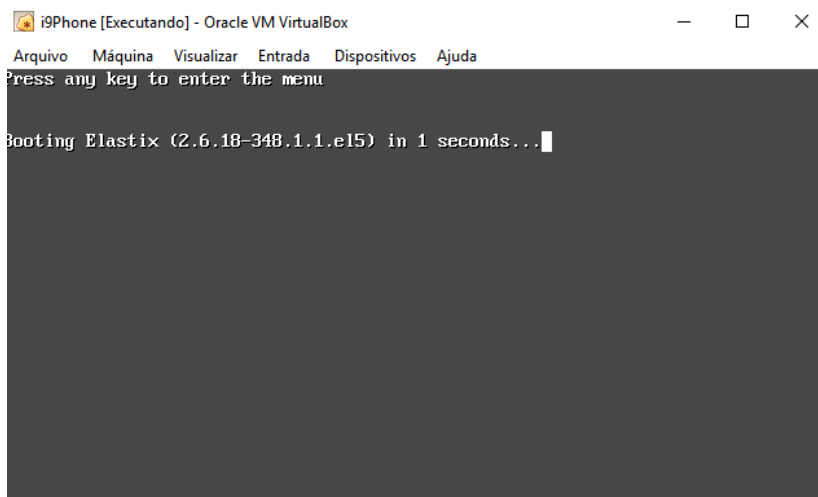 i9Phone [Executando] - Oracle VM VirtualBox
Arquivo Máquina Visualizar Entrada Dispositivos Ajuda
Press any key to enter the menu
Booting Elastix (2.6.18-348.1.1.el5) in 1 seconds...